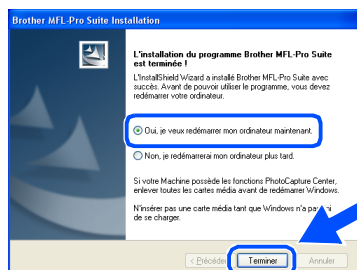 Brother MFL-Pro Suite Installation
L'installation du programme Brother MFL-Pro Suite
est terminée !
L'InstallShield Wizard a installé Brother MFL-Pro Suite avec
succès. Avant de pouvoir utiliser le programme, vous devez
redémarrer votre ordinateur.
Oui, je veux redémarrer mon ordinateur maintenant.
Non, je redémarrerai mon ordinateur plus tard.
Si votre Machine possède les fonctions PhotoCapture Center,
enlever toutes les cartes média avant de redémarrer Windows.
N'insérez pas une carte média tant que Windows n'a
de se charger.
< Précédent
Terminer
Annuler